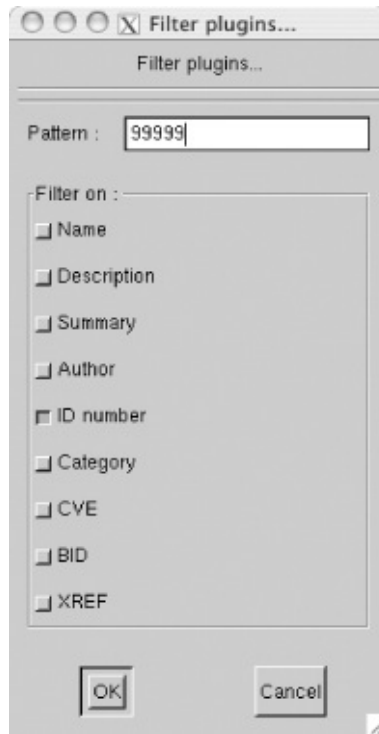 Filter plugins...
Filter plugins...
Pattern : 99999
Filter on :
Name
Description
Summary
Author
ID number
Category
CVE
BID
XREF
OK Cancel